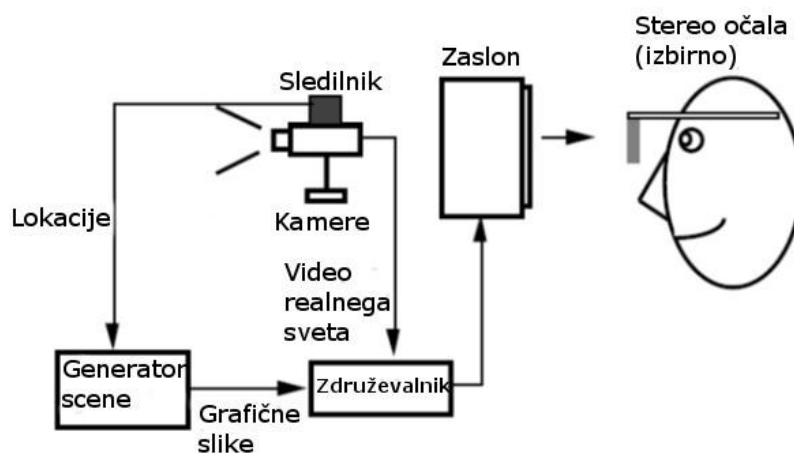 Stereo očala
(izbirno)
Zaslon
Sledilnik
Kamere
Lokacije
Video
realnega
sveta
Generator
scene
Združevalnik
Grafične
slike